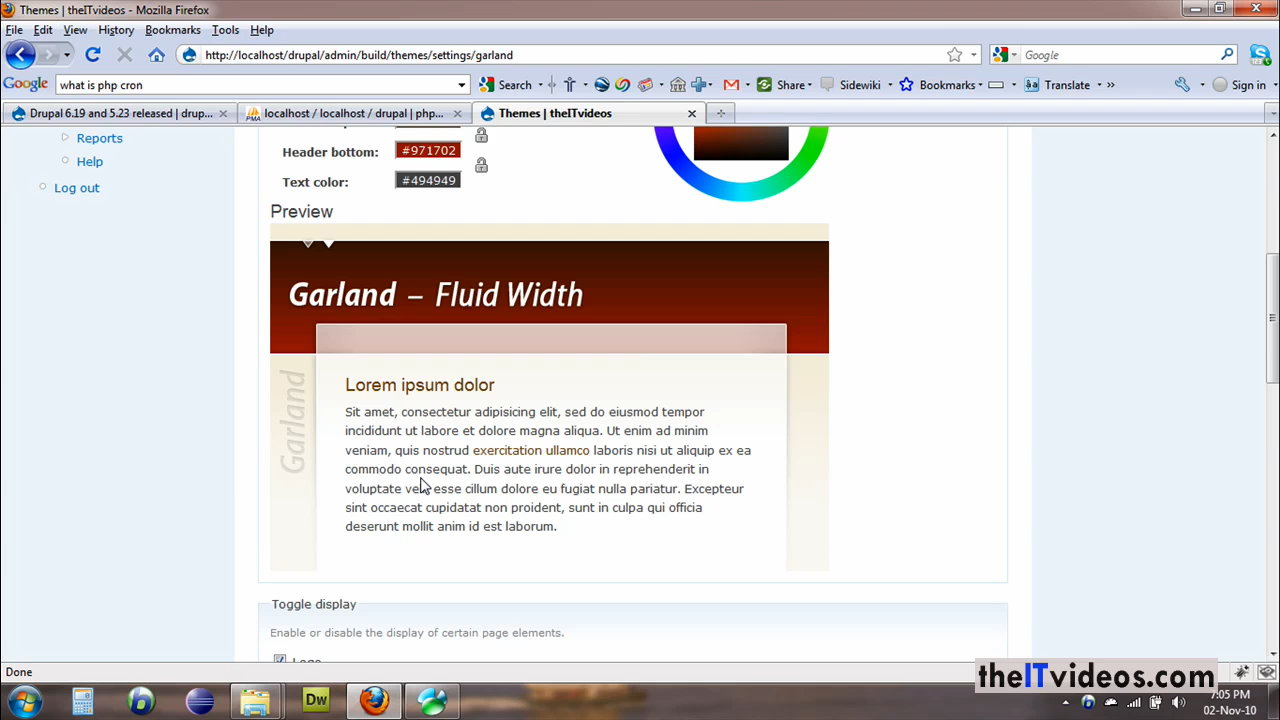 Themes | theITvideos - Mozilla Firefox
File Edit View History Bookmarks Tools Help
http://localhost/drupal/admin/build/themes/settings/garland
Google
Google what is php cron Search Share Sidewiki Bookmarks Translate » Sign in
Drupal 6.19 and 5.23 released | drup...
localhost / localhost / drupal | php...
Themes | theITvideos
Reports
Help
Log out
Header bottom: #971702
Text color: #494949
Preview
Garland – Fluid Width
Garland
Lorem ipsum dolor
Sit amet, consectetur adipisicing elit, sed do eiusmod tempor
incididunt ut labore et dolore magna aliqua. Ut enim ad minim
veniam, quis nostrud exercitation ullamco laboris nisi ut aliquip ex ea
commodo consequat. Duis aute irure dolor in reprehenderit in
voluptate esse cillum dolore eu fugiat nulla pariatur. Excepteur
sint occaecat cupidatat non proident, sunt in culpa qui officia
deserunt mollit anim id est laborum.
Toggle display
Enable or disable the display of certain page elements.
Logo
Done
theITvideos.com
Dw
7:05 PM
02-Nov-10